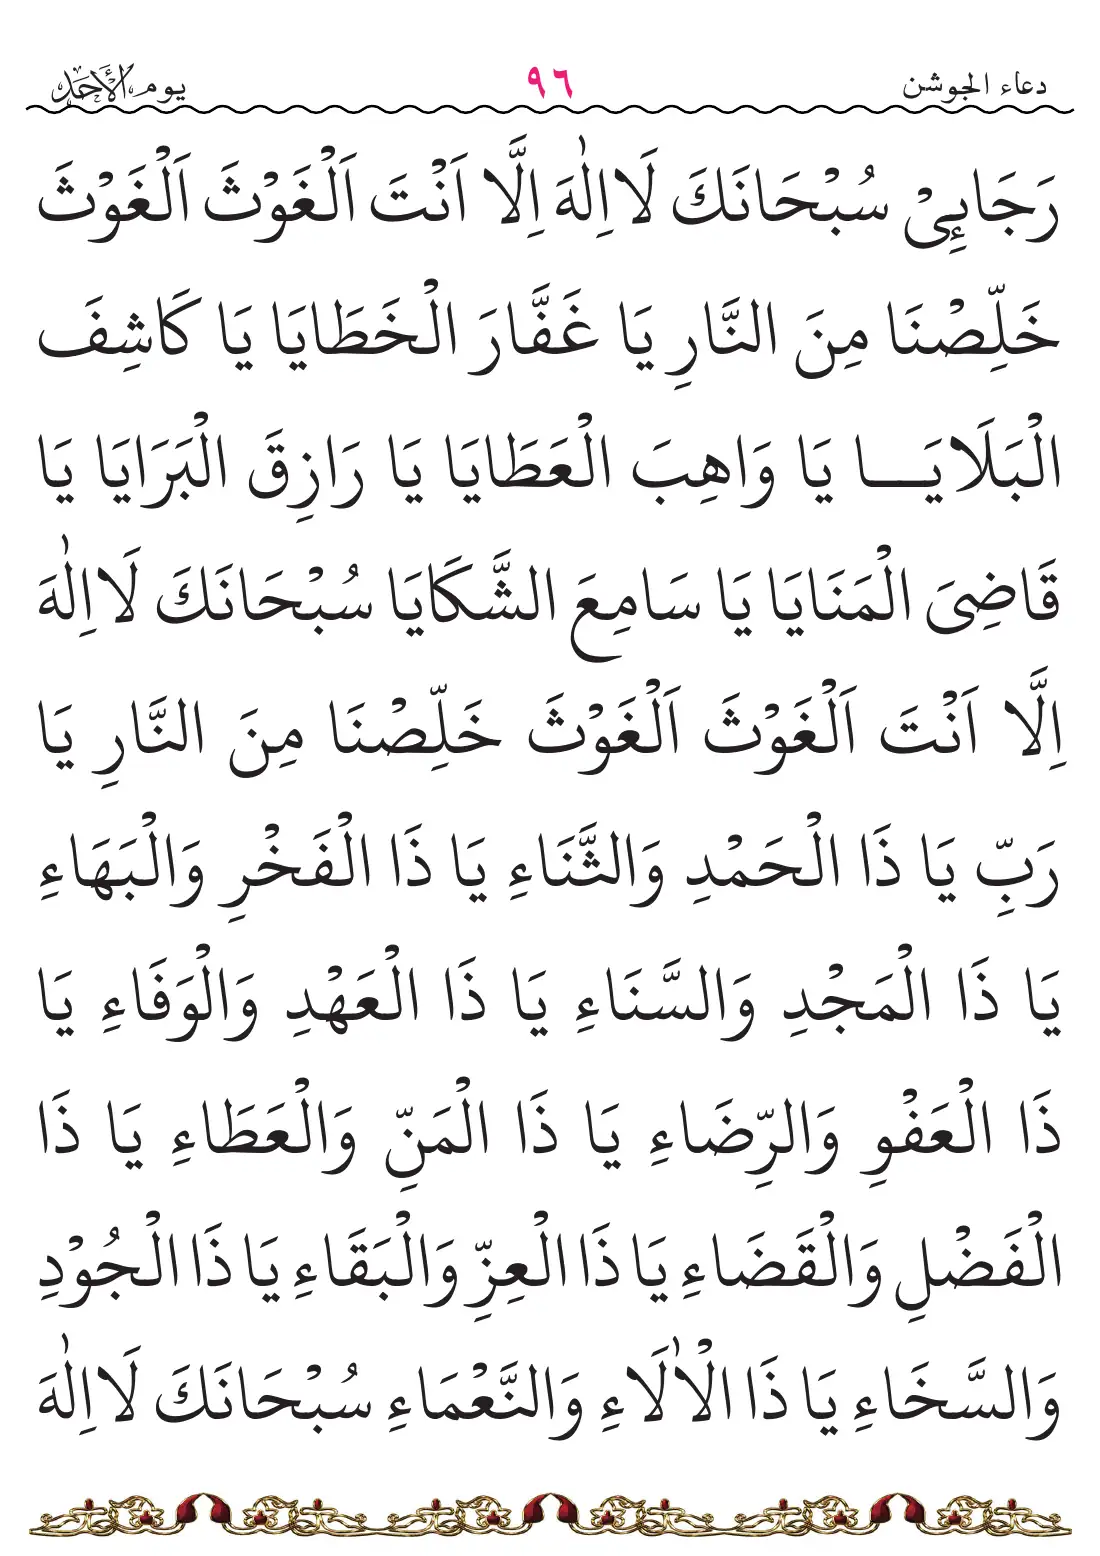 دعاء الجوشن ٩٦ يوم الأحد
رَجَائِىْ سُبْحَانَكَ لَا اِلٰهَ اِلَّا اَنْتَ اَلْغَوْثَ اَلْغَوْثَ
خَلِّصْنَا مِنَ النَّارِ يَا غَفَّارَ الْخَطَايَا يَا كَاشِفَ
الْبَلَايَـــا يَا وَاهِبَ الْعَطَايَا يَا رَازِقَ الْبَرَايَا يَا
قَاضِىَ الْمَنَايَا يَا سَامِعَ الشَّكَايَا سُبْحَانَكَ لَا اِلٰهَ
اِلَّا اَنْتَ اَلْغَوْثَ اَلْغَوْثَ خَلِّصْنَا مِنَ النَّارِ يَا
رَبِّ يَا ذَا الْحَمْدِ وَالثَّنَاءِ يَا ذَا الْفَخْرِ وَالْبَهَاءِ
يَا ذَا الْمَجْدِ وَالسَّنَاءِ يَا ذَا الْعَهْدِ وَالْوَفَاءِ يَا
ذَا الْعَفْوِ وَالرِّضَاءِ يَا ذَا الْمَنِّ وَالْعَطَاءِ يَا ذَا
الْفَضْلِ وَالْقَضَاءِ يَا ذَا الْعِزِّ وَالْبَقَاءِ يَا ذَا الْجُوْدِ
وَالسَّخَاءِ يَا ذَا الْاٰلَاءِ وَالنَّعْمَاءِ سُبْحَانَكَ لَا اِلٰهَ